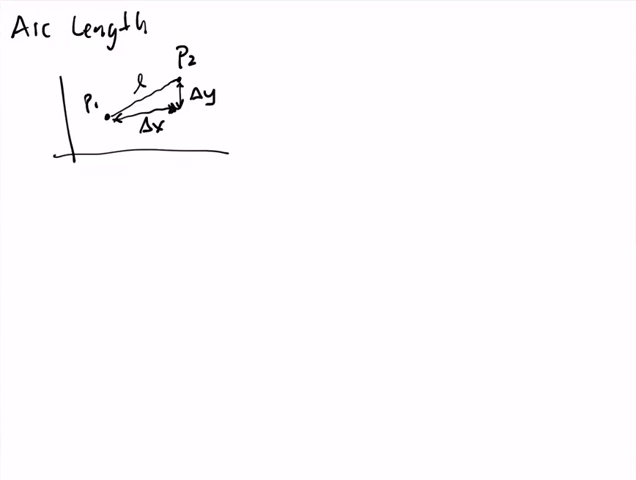 Arc Length
P2
l
P1
Δy
Δx